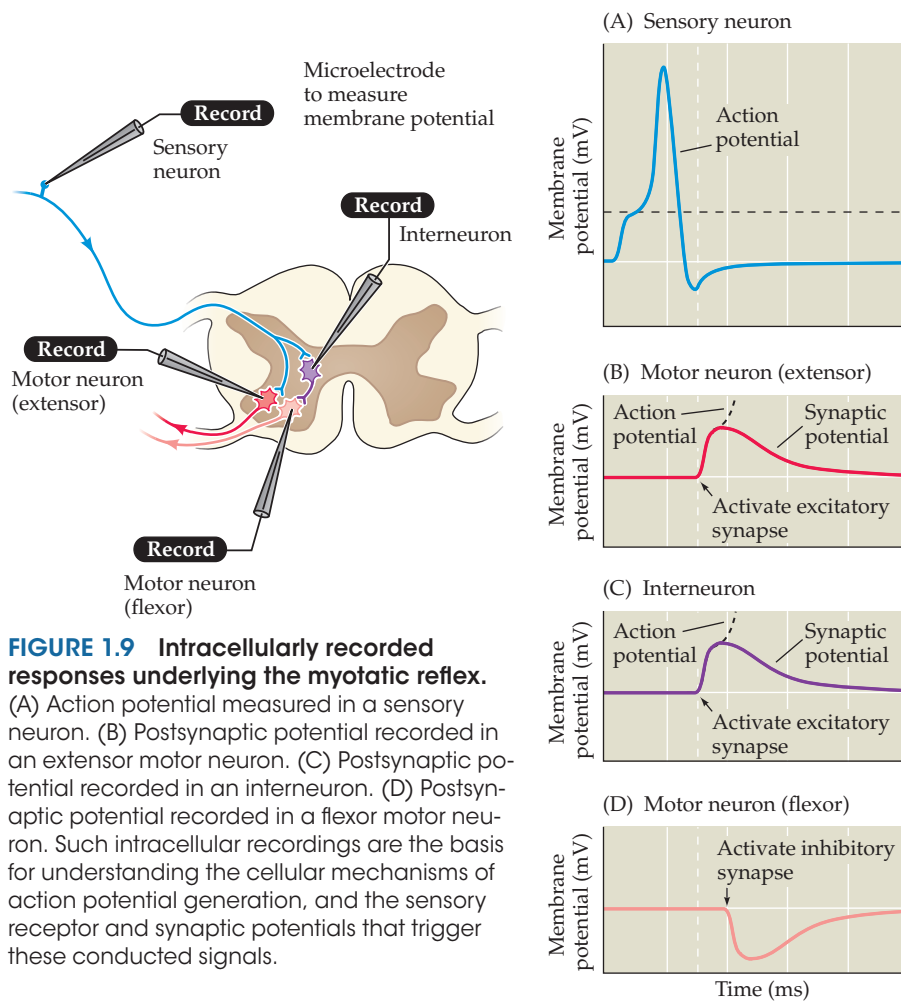 Microelectrode
to measure
membrane potential
Record
Sensory
neuron
Record
Interneuron
Record
Motor neuron
(extensor)
Record
Motor neuron
(flexor)
FIGURE 1.9 Intracellularly recorded
responses underlying the myotatic reflex.
(A) Action potential measured in a sensory
neuron. (B) Postsynaptic potential recorded in
an extensor motor neuron. (C) Postsynaptic po-
tential recorded in an interneuron. (D) Postsyn-
aptic potential recorded in a flexor motor neu-
ron. Such intracellular recordings are the basis
for understanding the cellular mechanisms of
action potential generation, and the sensory
receptor and synaptic potentials that trigger
these conducted signals.
(A) Sensory neuron
Membrane
potential (mV)
Action
potential
(B) Motor neuron (extensor)
Membrane
potential (mV)
Action
potential
Synaptic
potential
Activate excitatory
synapse
(C) Interneuron
Membrane
potential (mV)
Action
potential
Synaptic
potential
Activate excitatory
synapse
(D) Motor neuron (flexor)
Membrane
potential (mV)
Activate inhibitory
synapse
Time (ms)